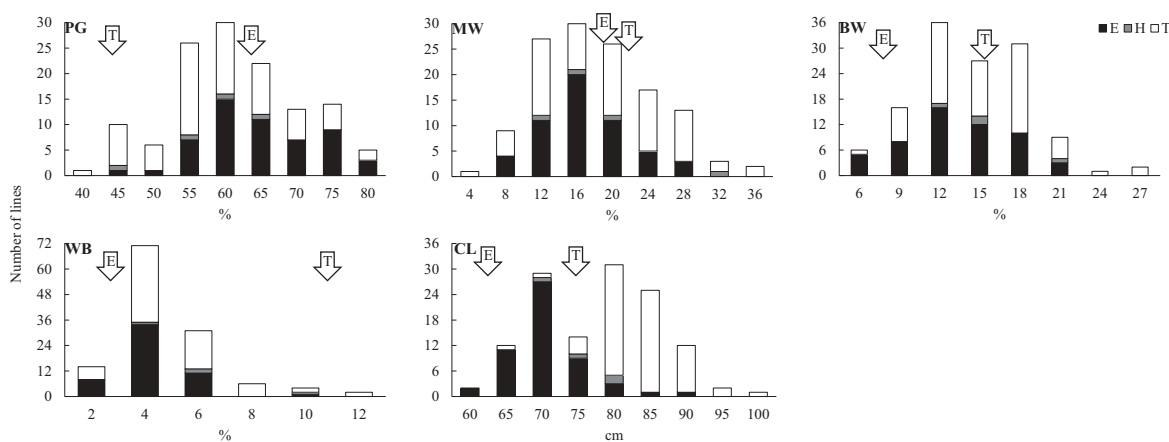 PG
T
E
30
25
20
15
10
5
0
40 45 50 55 60 65 70 75 80
%
MW
E
T
30
25
20
15
10
5
0
4 8 12 16 20 24 28 32 36
%
BW
E
T
36
30
24
18
12
6
0
6 9 12 15 18 21 24 27
%
E H T
Number of lines
WB
E
T
72
60
48
36
24
12
0
2 4 6 8 10 12
%
CL
E
T
36
30
24
18
12
6
0
60 65 70 75 80 85 90 95 100
cm